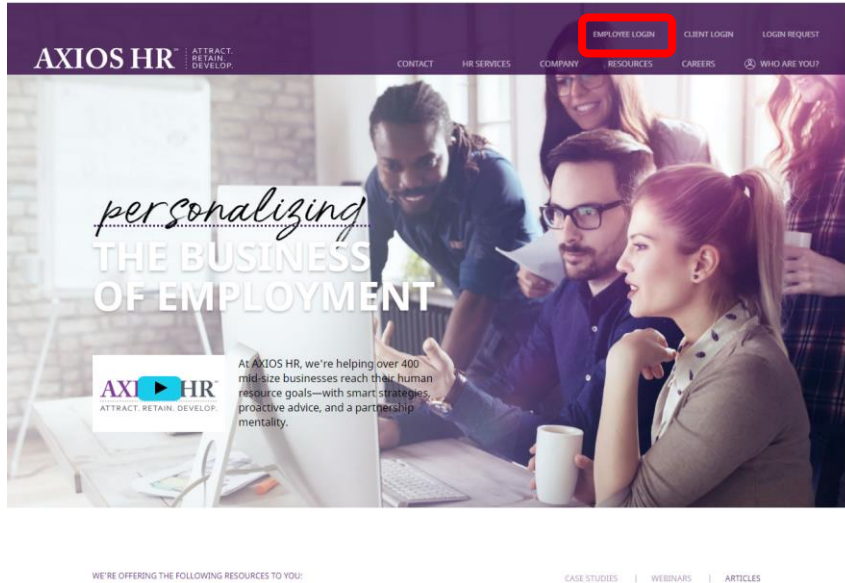 EMPLOYEE LOGIN CLIENT LOGIN LOGIN REQUEST
AXIOS HR™ ATTRACT.
RETAIN.
DEVELOP.
CONTACT HR SERVICES COMPANY RESOURCES CAREERS WHO ARE YOU?
personalizing
THE BUSINESS
OF EMPLOYMENT
At AXIOS HR, we're helping over 400
mid-size businesses reach their human
resource goals—with smart strategies,
proactive advice, and a partnership
mentality.
AXI HR
ATTRACT. RETAIN. DEVELOP.
WE'RE OFFERING THE FOLLOWING RESOURCES TO YOU:
CASE STUDIES | WEBINARS | ARTICLES